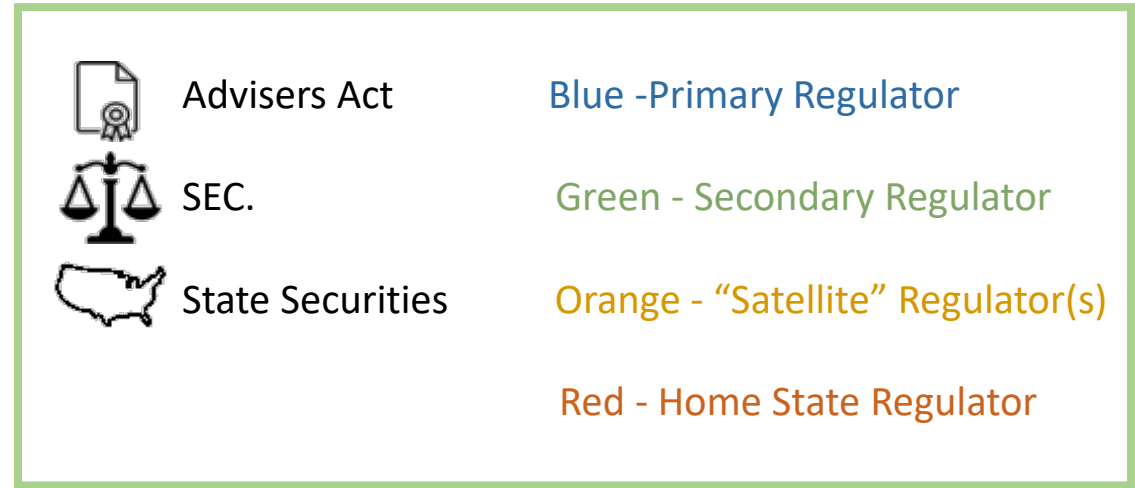 Advisers Act
Blue -Primary Regulator
SEC.
Green - Secondary Regulator
State Securities
Orange - “Satellite” Regulator(s)
Red - Home State Regulator